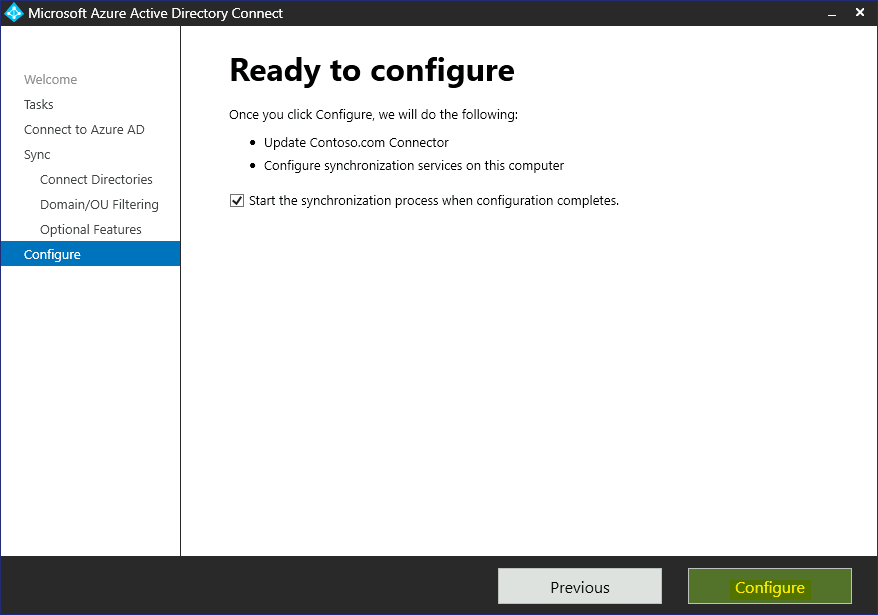 Microsoft Azure Active Directory Connect
Welcome
Tasks
Connect to Azure AD
Sync
Connect Directories
Domain/OU Filtering
Optional Features
Configure
Ready to configure
Once you click Configure, we will do the following:
• Update Contoso.com Connector
• Configure synchronization services on this computer
Start the synchronization process when configuration completes.
Previous
Configure